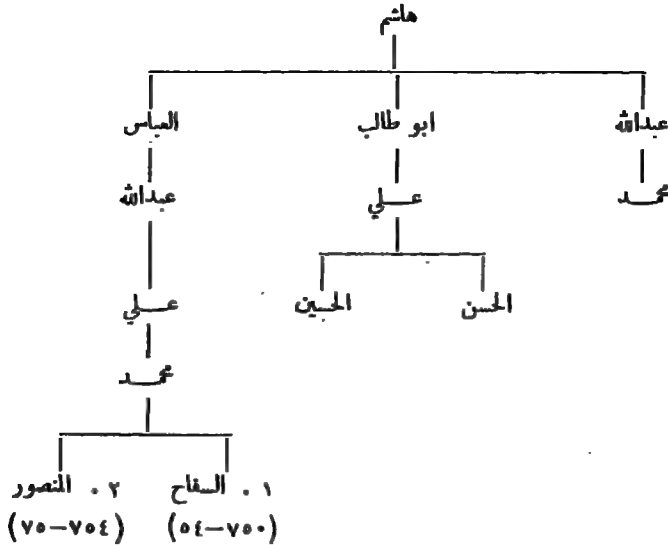 هاشم
عبدالله ابو طالب العباس
محمد علي عبدالله
الحسن الحسين علي
محمد
١ . السفاح ٢ . المنصور
(٧٥٠—٥٤) (٧٥٤—٧٥)